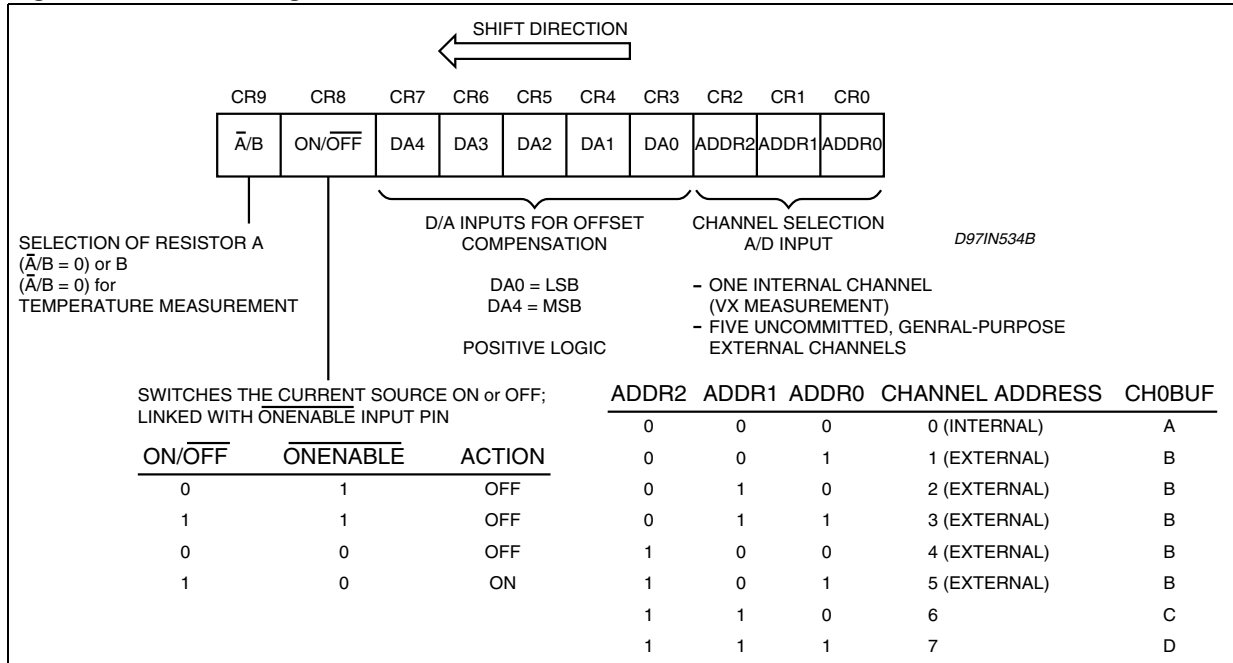 SHIFT DIRECTION
CR9 CR8 CR7 CR6 CR5 CR4 CR3 CR2 CR1 CR0
A̅/B ON/O̅F̅F̅ DA4 DA3 DA2 DA1 DA0 ADDR2 ADDR1 ADDR0
SELECTION OF RESISTOR A
(A̅/B = 0) or B
(A̅/B = 0) for
TEMPERATURE MEASUREMENT
D/A INPUTS FOR OFFSET
COMPENSATION
DA0 = LSB
DA4 = MSB
POSITIVE LOGIC
CHANNEL SELECTION
A/D INPUT
– ONE INTERNAL CHANNEL
(VX MEASUREMENT)
– FIVE UNCOMMITTED, GENRAL-PURPOSE
EXTERNAL CHANNELS
D97IN534B
SWITCHES THE CURRENT SOURCE ON or OFF;
LINKED WITH O̅N̅E̅N̅A̅B̅L̅E̅ INPUT PIN
ON/O̅F̅F̅ O̅N̅E̅N̅A̅B̅L̅E̅ ACTION
0 1 OFF
1 1 OFF
0 0 OFF
1 0 ON
ADDR2 ADDR1 ADDR0 CHANNEL ADDRESS CH0BUF
0 0 0 0 (INTERNAL) A
0 0 1 1 (EXTERNAL) B
0 1 0 2 (EXTERNAL) B
0 1 1 3 (EXTERNAL) B
1 0 0 4 (EXTERNAL) B
1 0 1 5 (EXTERNAL) B
1 1 0 6 C
1 1 1 7 D